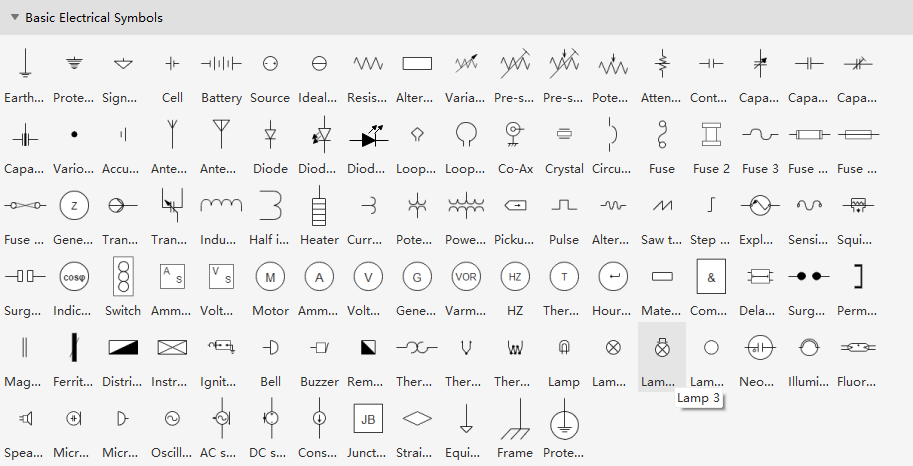 Basic Electrical Symbols
Earth... Prote... Sign... Cell Battery Source Ideal... Resis... Alter... Varia... Pre-s... Pre-s... Pote... Atten... Cont... Capa... Capa... Capa...
Capa... Vario... Accu... Ante... Ante... Diode Diod... Diod... Loop... Loop... Co-Ax Crystal Circu... Fuse Fuse 2 Fuse 3 Fuse ... Fuse ...
Z
Fuse ... Gene... Tran... Tran... Indu... Half i... Heater Curr... Pote... Powe... Picku... Pulse Alter... Saw t... Step ... Expl... Sensi... Squi...
cosφ A S V S M A V G VOR HZ T &
Surg... Indic... Switch Amm... Volt... Motor Amm... Volt... Gene... Varm... HZ Ther... Hour... Mate... Com... Dela... Surg... Perm...
Mag... Ferrit... Distri... Instr... Ignit... Bell Buzzer Rem... Ther... Ther... Ther... Lamp Lam... Lam... Lam... Neo... Illumi... Fluor...
Lamp 3
JB
Spea... Micr... Micr... Oscill... AC s... DC s... Cons... Junct... Strai... Equi... Frame Prote...